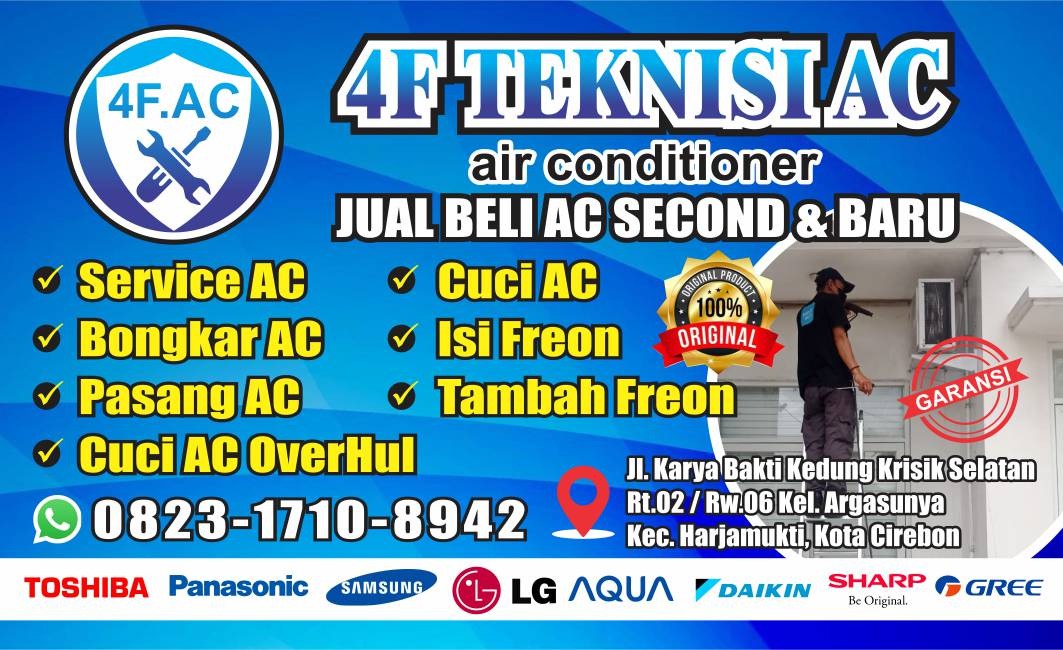 4F.AC
4F TEKNISI AC
air conditioner
JUAL BELI AC SECOND & BARU
Service AC
Bongkar AC
Pasang AC
Cuci AC OverHul
Cuci AC
Isi Freon
Tambah Freon
ORIGINAL PRODUCT
100%
ORIGINAL
GARANSI
0823-1710-8942
Jl. Karya Bakti Kedung Krisik Selatan
Rt.02 / Rw.06 Kel. Argasunya
Kec. Harjamukti, Kota Cirebon
TOSHIBA Panasonic SAMSUNG LG AQUA DAIKIN SHARP GREE
Be Original.